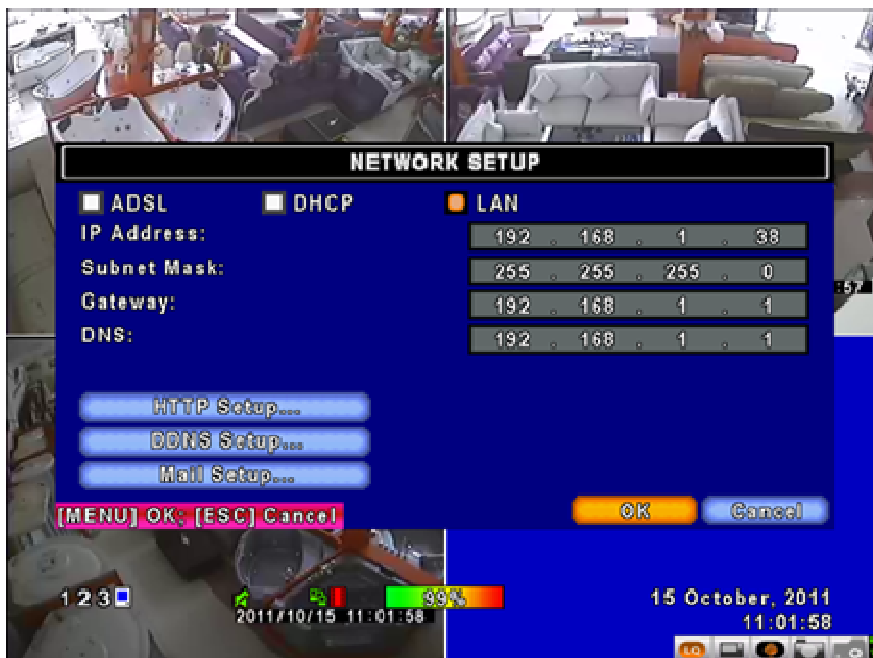 NETWORK SETUP
ADSL DHCP LAN
IP Address: 192 . 168 . 1 . 38
Subnet Mask: 255 . 255 . 255 . 0
:57
Gateway: 192 . 168 . 1 . 1
DNS: 192 . 168 . 1 . 1
HTTP Setup...
DDNS Setup...
Mail Setup...
[MENU] OK; [ESC] Cancel
OK Cancel
1 2 3
99%
15 October, 2011
2011/10/15 11:01:58
11:01:58
LQ